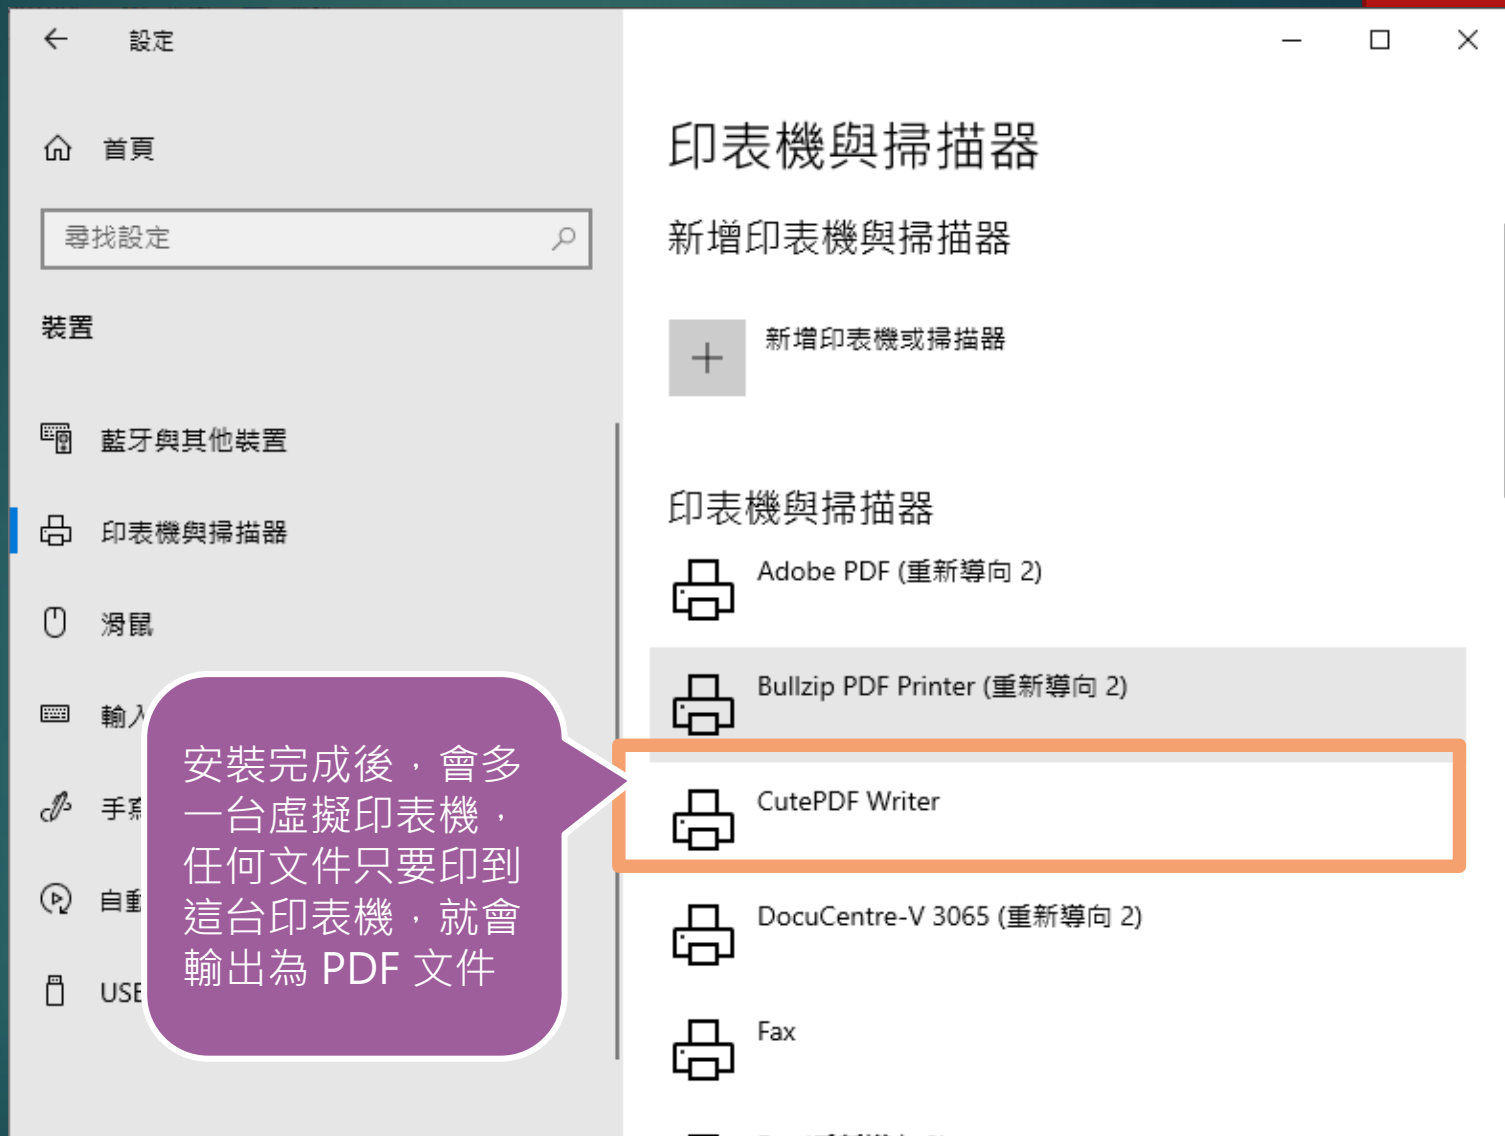 設定
首頁
尋找設定
裝置
藍牙與其他裝置
印表機與掃描器
滑鼠
輸入
手寫
自動
USB
安裝完成後，會多
一台虛擬印表機，
任何文件只要印到
這台印表機，就會
輸出為 PDF 文件
印表機與掃描器
新增印表機與掃描器
新增印表機或掃描器
印表機與掃描器
Adobe PDF (重新導向 2)
Bullzip PDF Printer (重新導向 2)
CutePDF Writer
DocuCentre-V 3065 (重新導向 2)
Fax